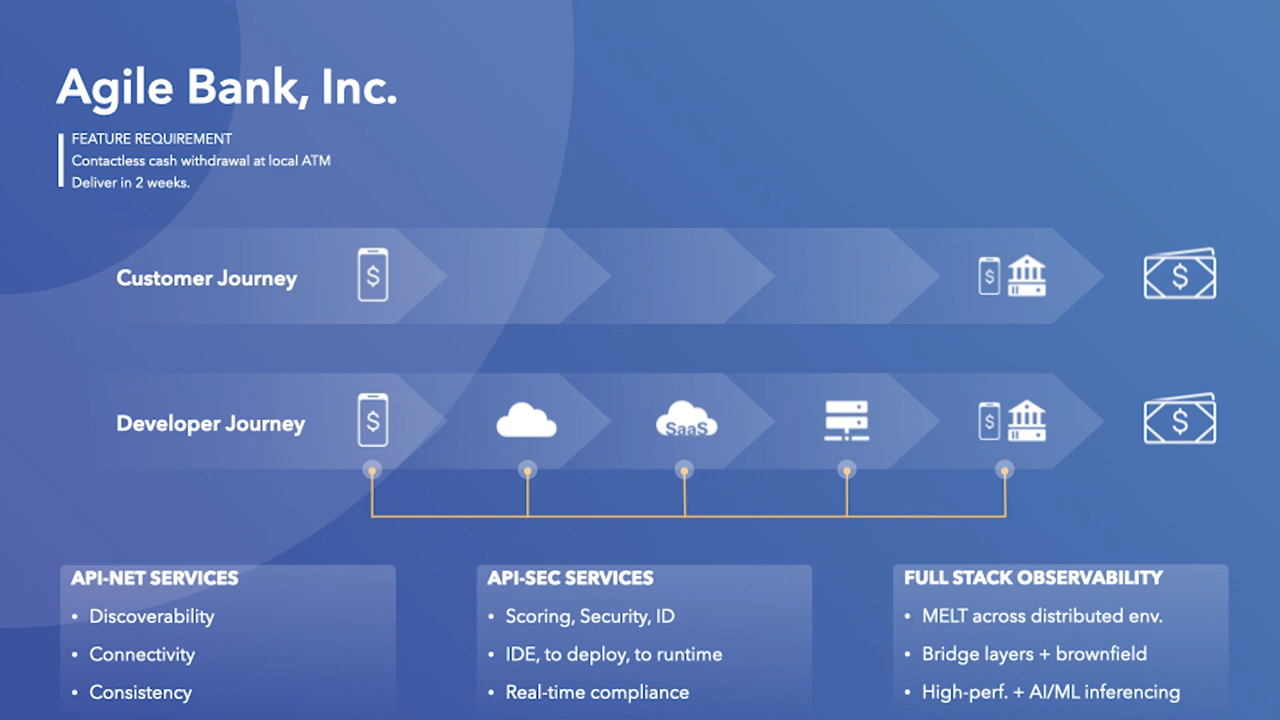 Agile Bank, Inc.
FEATURE REQUIREMENT
Contactless cash withdrawal at local ATM
Deliver in 2 weeks.
Customer Journey
$
$
$
Developer Journey
$
SaaS
$
$
API-NET SERVICES
• Discoverability
• Connectivity
• Consistency
API-SEC SERVICES
• Scoring, Security, ID
• IDE, to deploy, to runtime
• Real-time compliance
FULL STACK OBSERVABILITY
• MELT across distributed env.
• Bridge layers + brownfield
• High-perf. + AI/ML inferencing